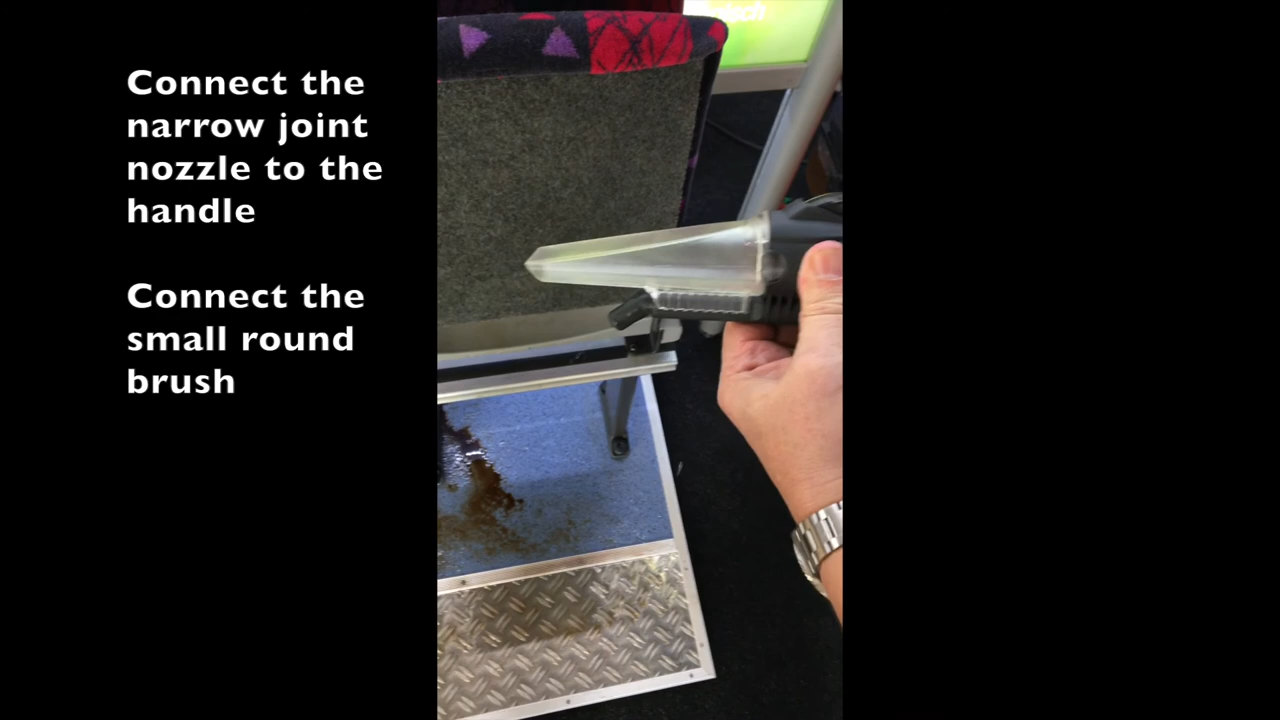 Connect the
narrow joint
nozzle to the
handle
Connect the
small round
brush